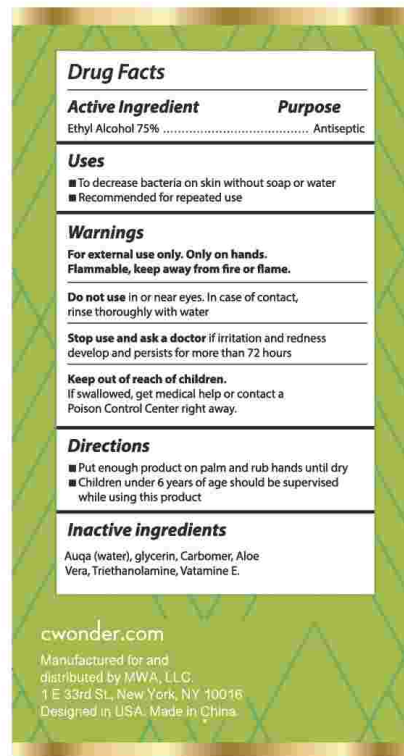 Drug Facts
Active Ingredient Purpose
Ethyl Alcohol 75% ........................................ Antiseptic
Uses
■ To decrease bacteria on skin without soap or water
■ Recommended for repeated use
Warnings
For external use only. Only on hands.
Flammable, keep away from fire or flame.
Do not use in or near eyes. In case of contact,
rinse thoroughly with water
Stop use and ask a doctor if irritation and redness
develop and persists for more than 72 hours
Keep out of reach of children.
If swallowed, get medical help or contact a
Poison Control Center right away.
Directions
■ Put enough product on palm and rub hands until dry
■ Children under 6 years of age should be supervised
while using this product
Inactive ingredients
Auqa (water), glycerin, Carbomer, Aloe
Vera, Triethanolamine, Vatamine E.
cwonder.com
Manufactured for and
distributed by MWA, LLC.
1 E 33rd St., New York, NY 10016
Designed in USA. Made in China.